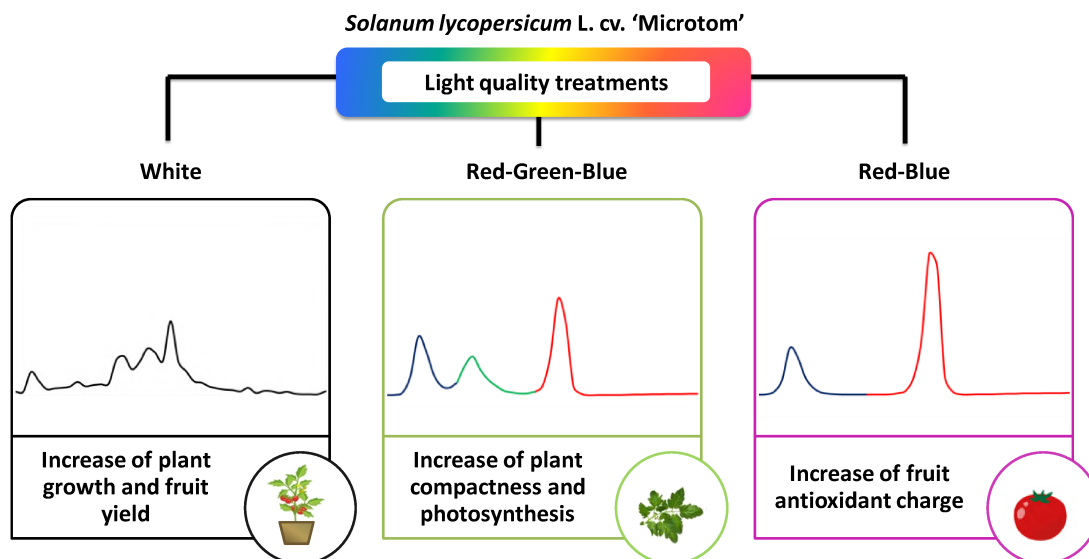 Solanum lycopersicum L. cv. ‘Microtom’
Light quality treatments
White
Red-Green-Blue
Red-Blue
Increase of plant
growth and fruit
yield
Increase of plant
compactness and
photosynthesis
Increase of fruit
antioxidant charge